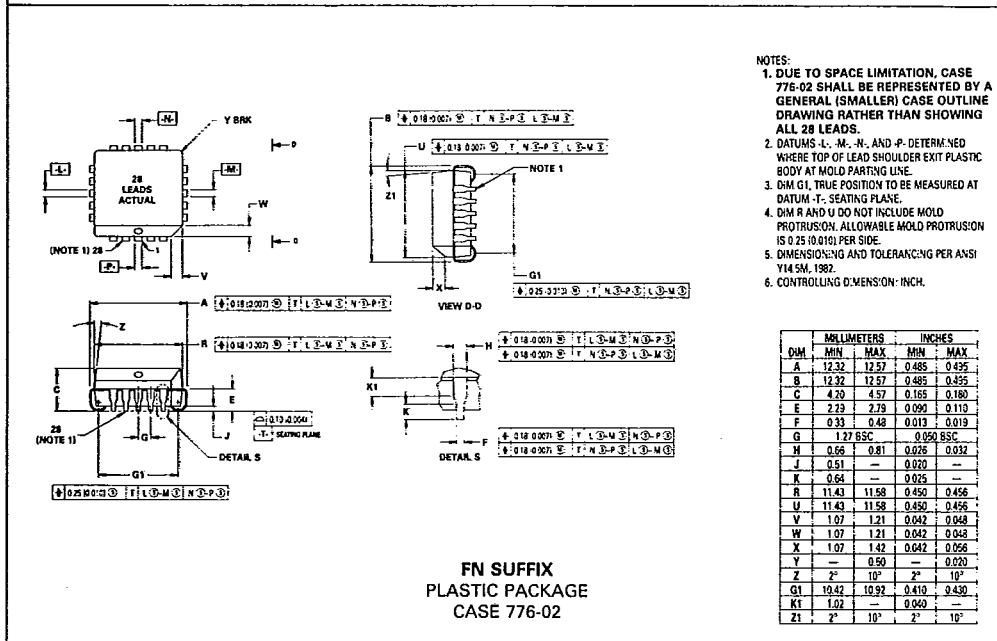 -N-
Y BRK
D
-L-
28
LEADS
ACTUAL
-M-
W
(NOTE 1) 28
1
D
-P-
V
B
U
NOTE 1
Z1
G1
X
VIEW D-D
A
Z
R
C
E
28
(NOTE 1)
G
J
-T- SEATING PLANE
DETAIL S
G1
H
K1
K
F
DETAIL S
FN SUFFIX
PLASTIC PACKAGE
CASE 776-02
NOTES:
1. DUE TO SPACE LIMITATION, CASE
776-02 SHALL BE REPRESENTED BY A
GENERAL (SMALLER) CASE OUTLINE
DRAWING RATHER THAN SHOWING
ALL 28 LEADS.
2. DATUMS -L-, -M-, -N-, AND -P- DETERMINED
WHERE TOP OF LEAD SHOULDER EXIT PLASTIC
BODY AT MOLD PARTING LINE.
3. DIM G1, TRUE POSITION TO BE MEASURED AT
DATUM -T-, SEATING PLANE.
4. DIM R AND U DO NOT INCLUDE MOLD
PROTRUSION. ALLOWABLE MOLD PROTRUSION
IS 0.25 (0.010) PER SIDE.
5. DIMENSIONING AND TOLERANCING PER ANSI
Y14.5M, 1982.
6. CONTROLLING DIMENSION: INCH.
MILLIMETERS INCHES
DIM MIN MAX MIN MAX
A 12.32 12.57 0.485 0.495
B 12.32 12.57 0.485 0.495
C 4.20 4.57 0.165 0.180
E 2.29 2.79 0.090 0.110
F 0.33 0.48 0.013 0.019
G 1.27 BSC 0.050 BSC
H 0.66 0.81 0.026 0.032
J 0.51 — 0.020 —
K 0.64 — 0.025 —
R 11.43 11.58 0.450 0.456
U 11.43 11.58 0.450 0.456
V 1.07 1.21 0.042 0.048
W 1.07 1.21 0.042 0.048
X 1.07 1.42 0.042 0.056
Y — 0.50 — 0.020
Z 2° 10° 2° 10°
G1 10.42 10.92 0.410 0.430
K1 1.02 — 0.040 —
Z1 2° 10° 2° 10°